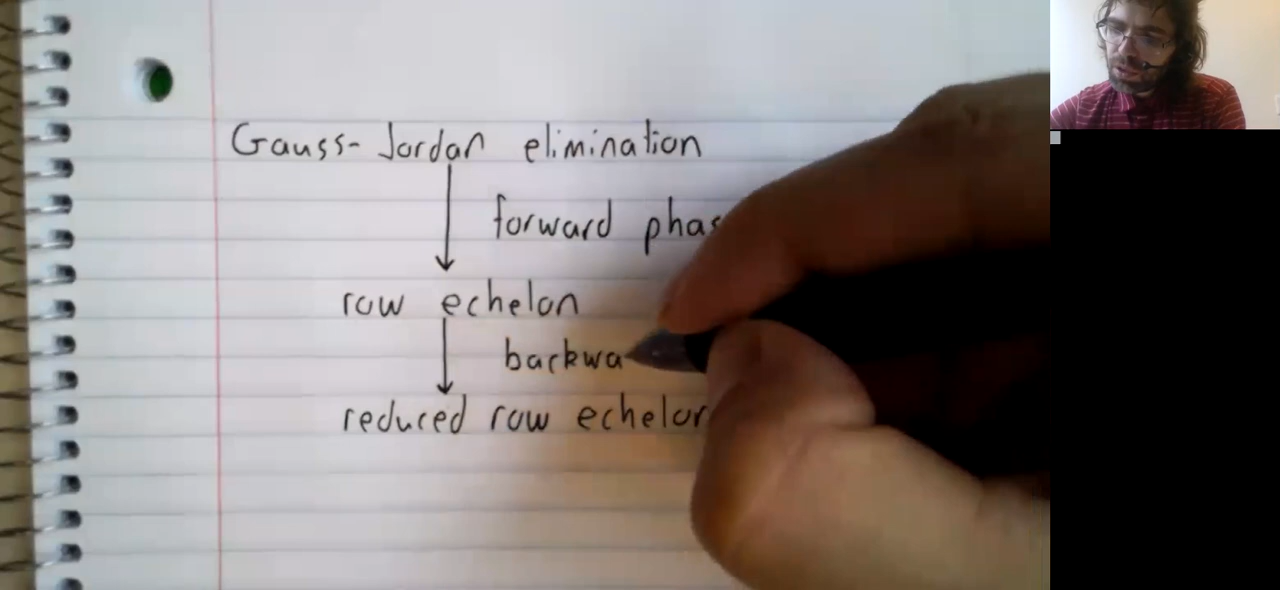 Gauss-Jordan elimination
forward phas
row echelon
backwa
reduced row echelon